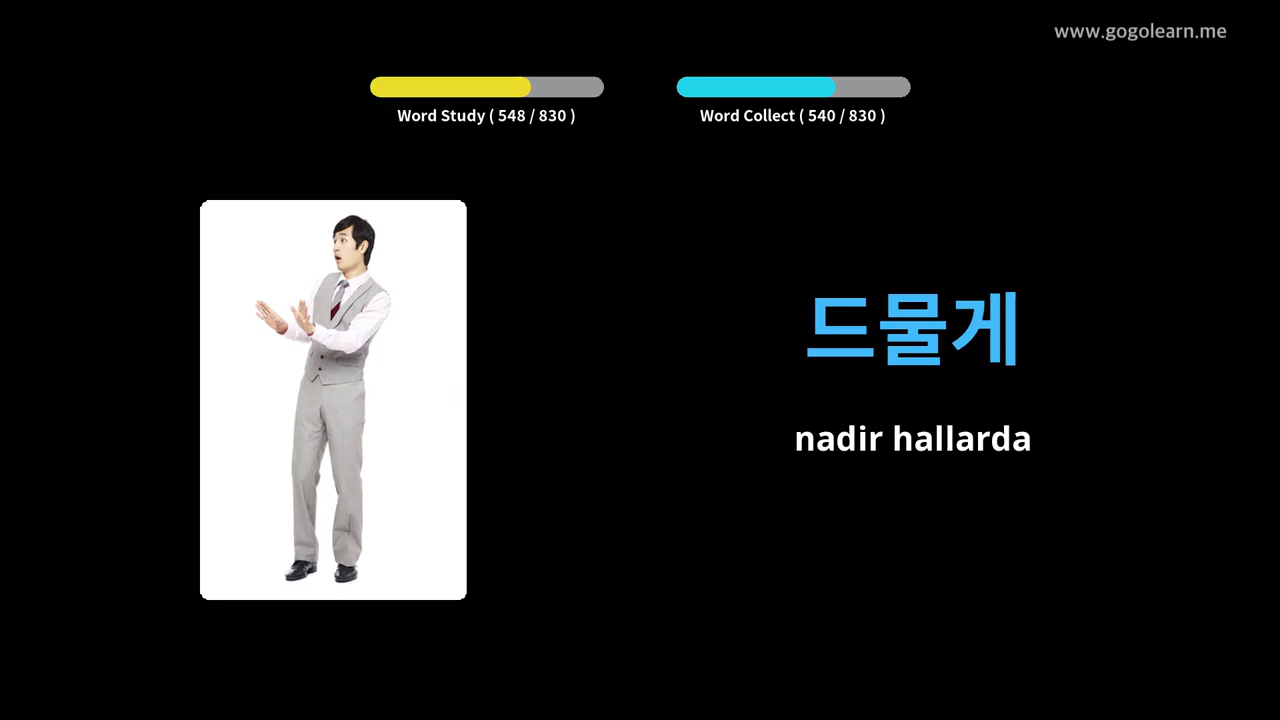 www.gogolearn.me
Word Study ( 548 / 830 )
Word Collect ( 540 / 830 )
드물게
nadir hallarda